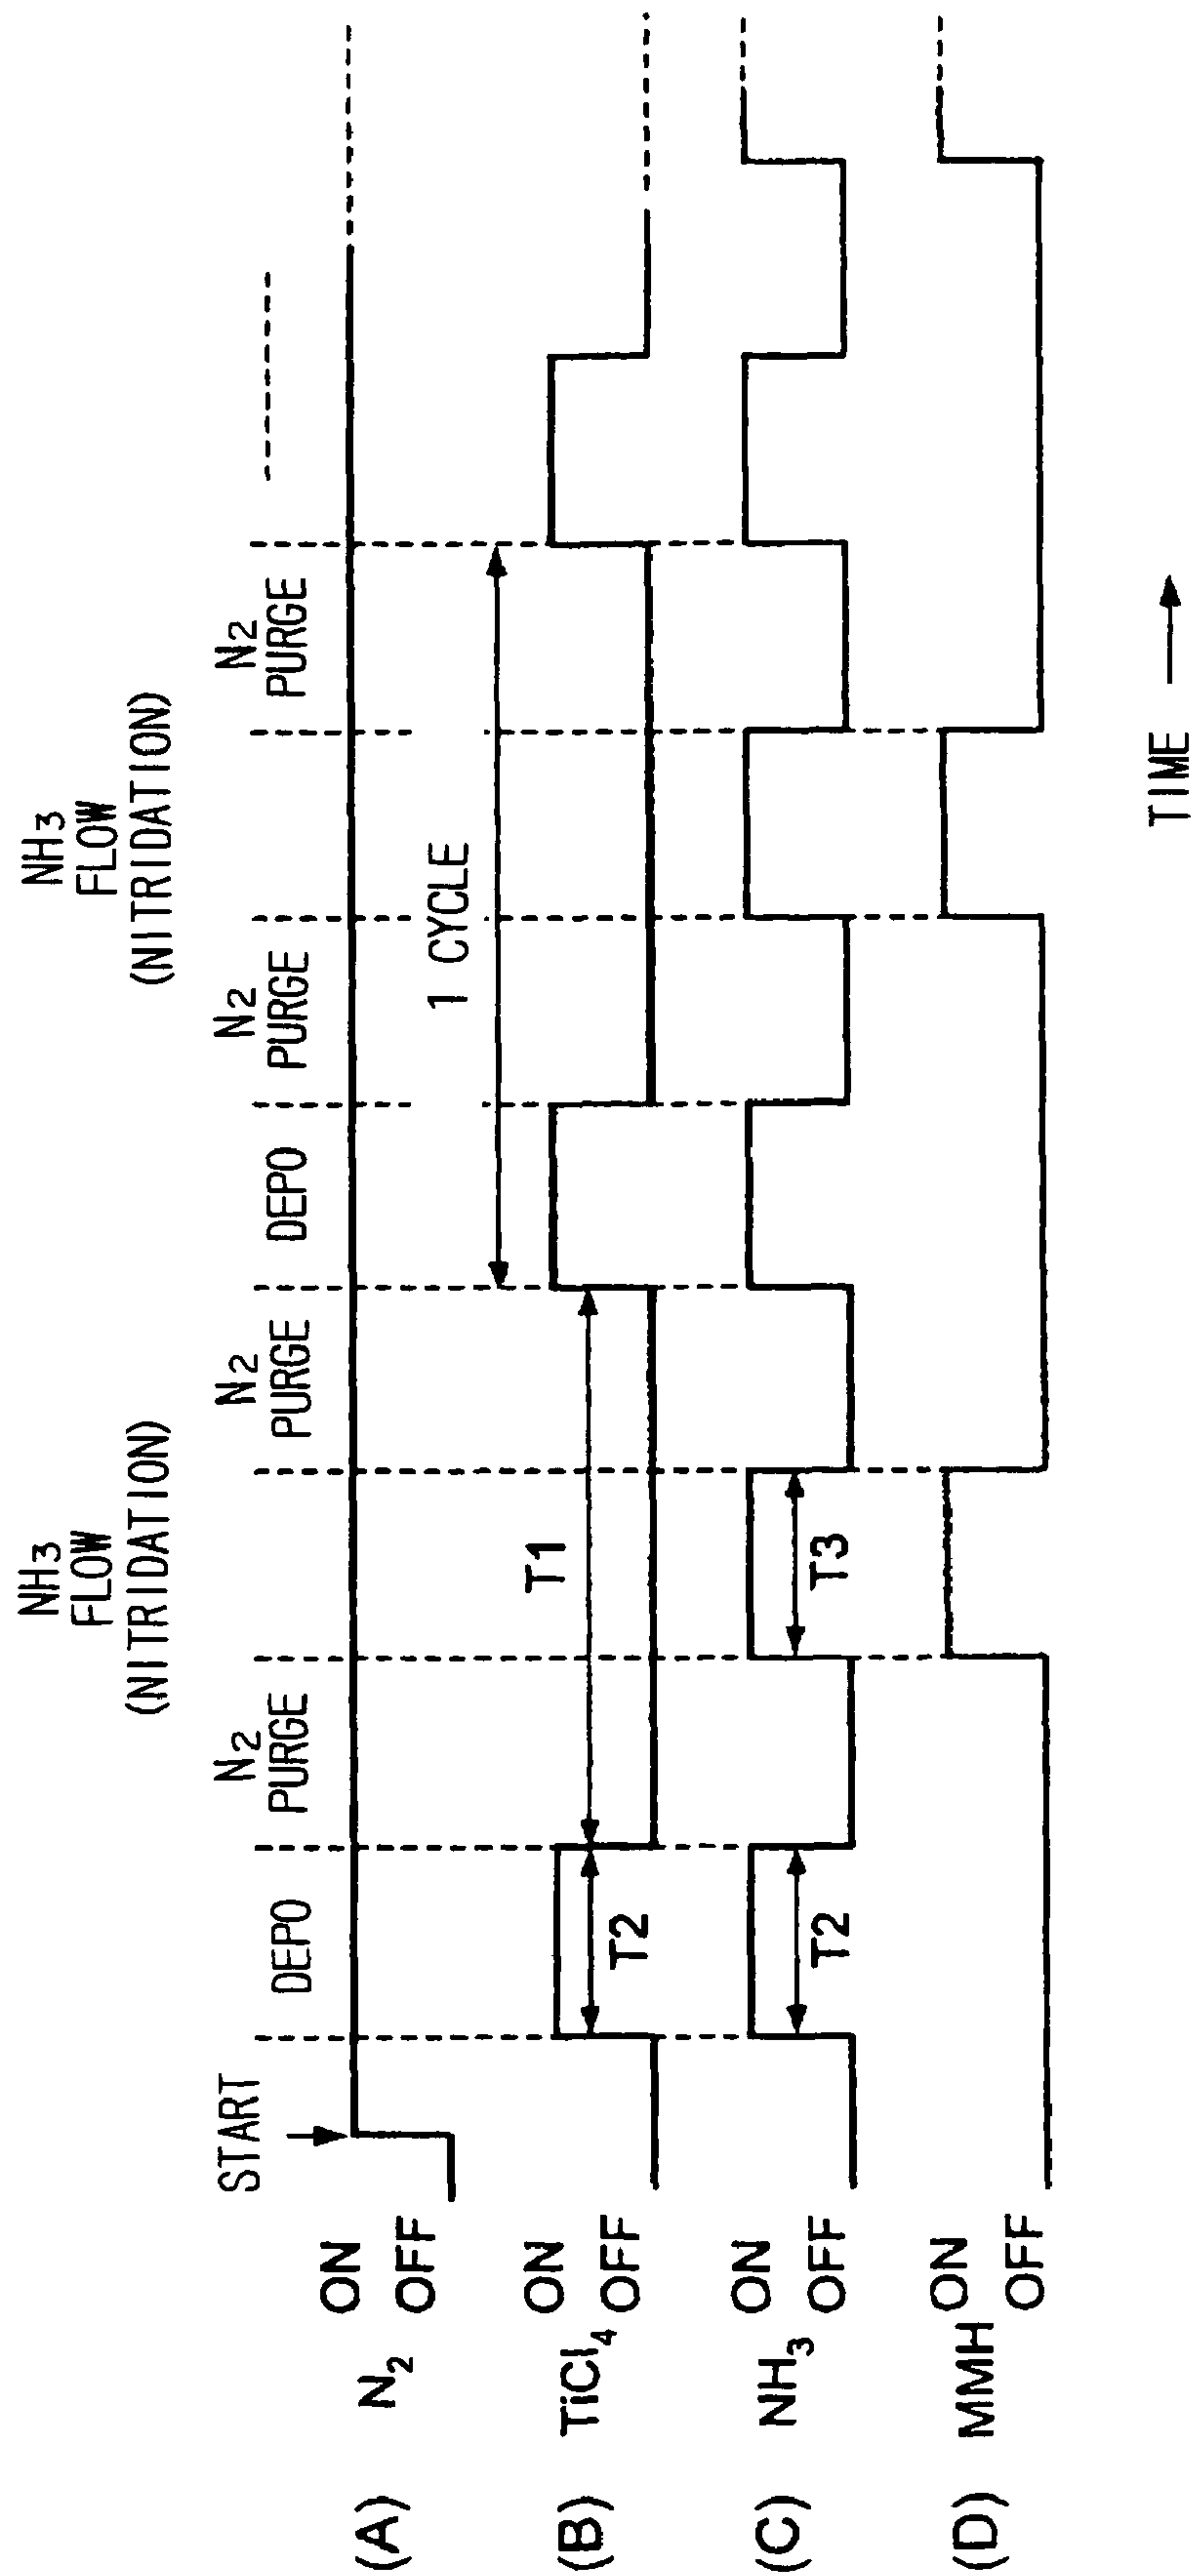 NH3
FLOW
(NITRIDATION)
NH3
FLOW
(NITRIDATION)
START
DEPO
N2
PURGE
N2
PURGE
DEPO
N2
PURGE
N2
PURGE
(A) N2 ON
OFF
1 CYCLE
(B) TiCl4 ON
OFF
T2
T1
(C) NH3 ON
OFF
T2
T3
(D) MMH ON
OFF
TIME